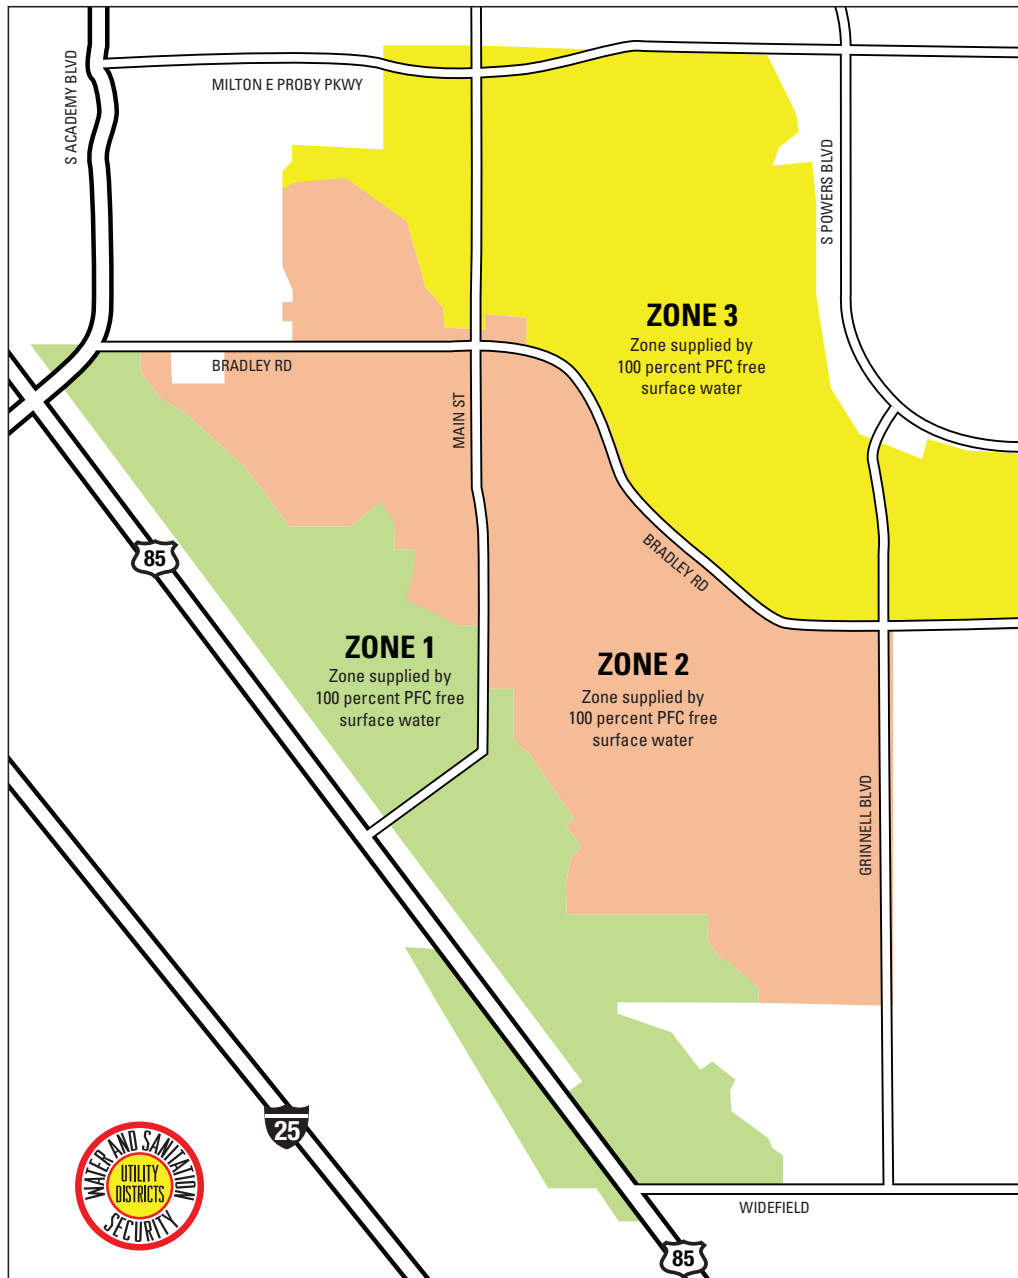 S ACADEMY BLVD
MILTON E PROBY PKWY
S POWERS BLVD
ZONE 3
Zone supplied by
100 percent PFC free
surface water
BRADLEY RD
MAIN ST
85
BRADLEY RD
ZONE 1
Zone supplied by
100 percent PFC free
surface water
ZONE 2
Zone supplied by
100 percent PFC free
surface water
GRINNELL BLVD
25
WATER AND SANITATION
UTILITY
DISTRICTS
SECURITY
WIDEFIELD
85